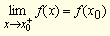 lim f(x) = f(x₀)
x→x₀⁺